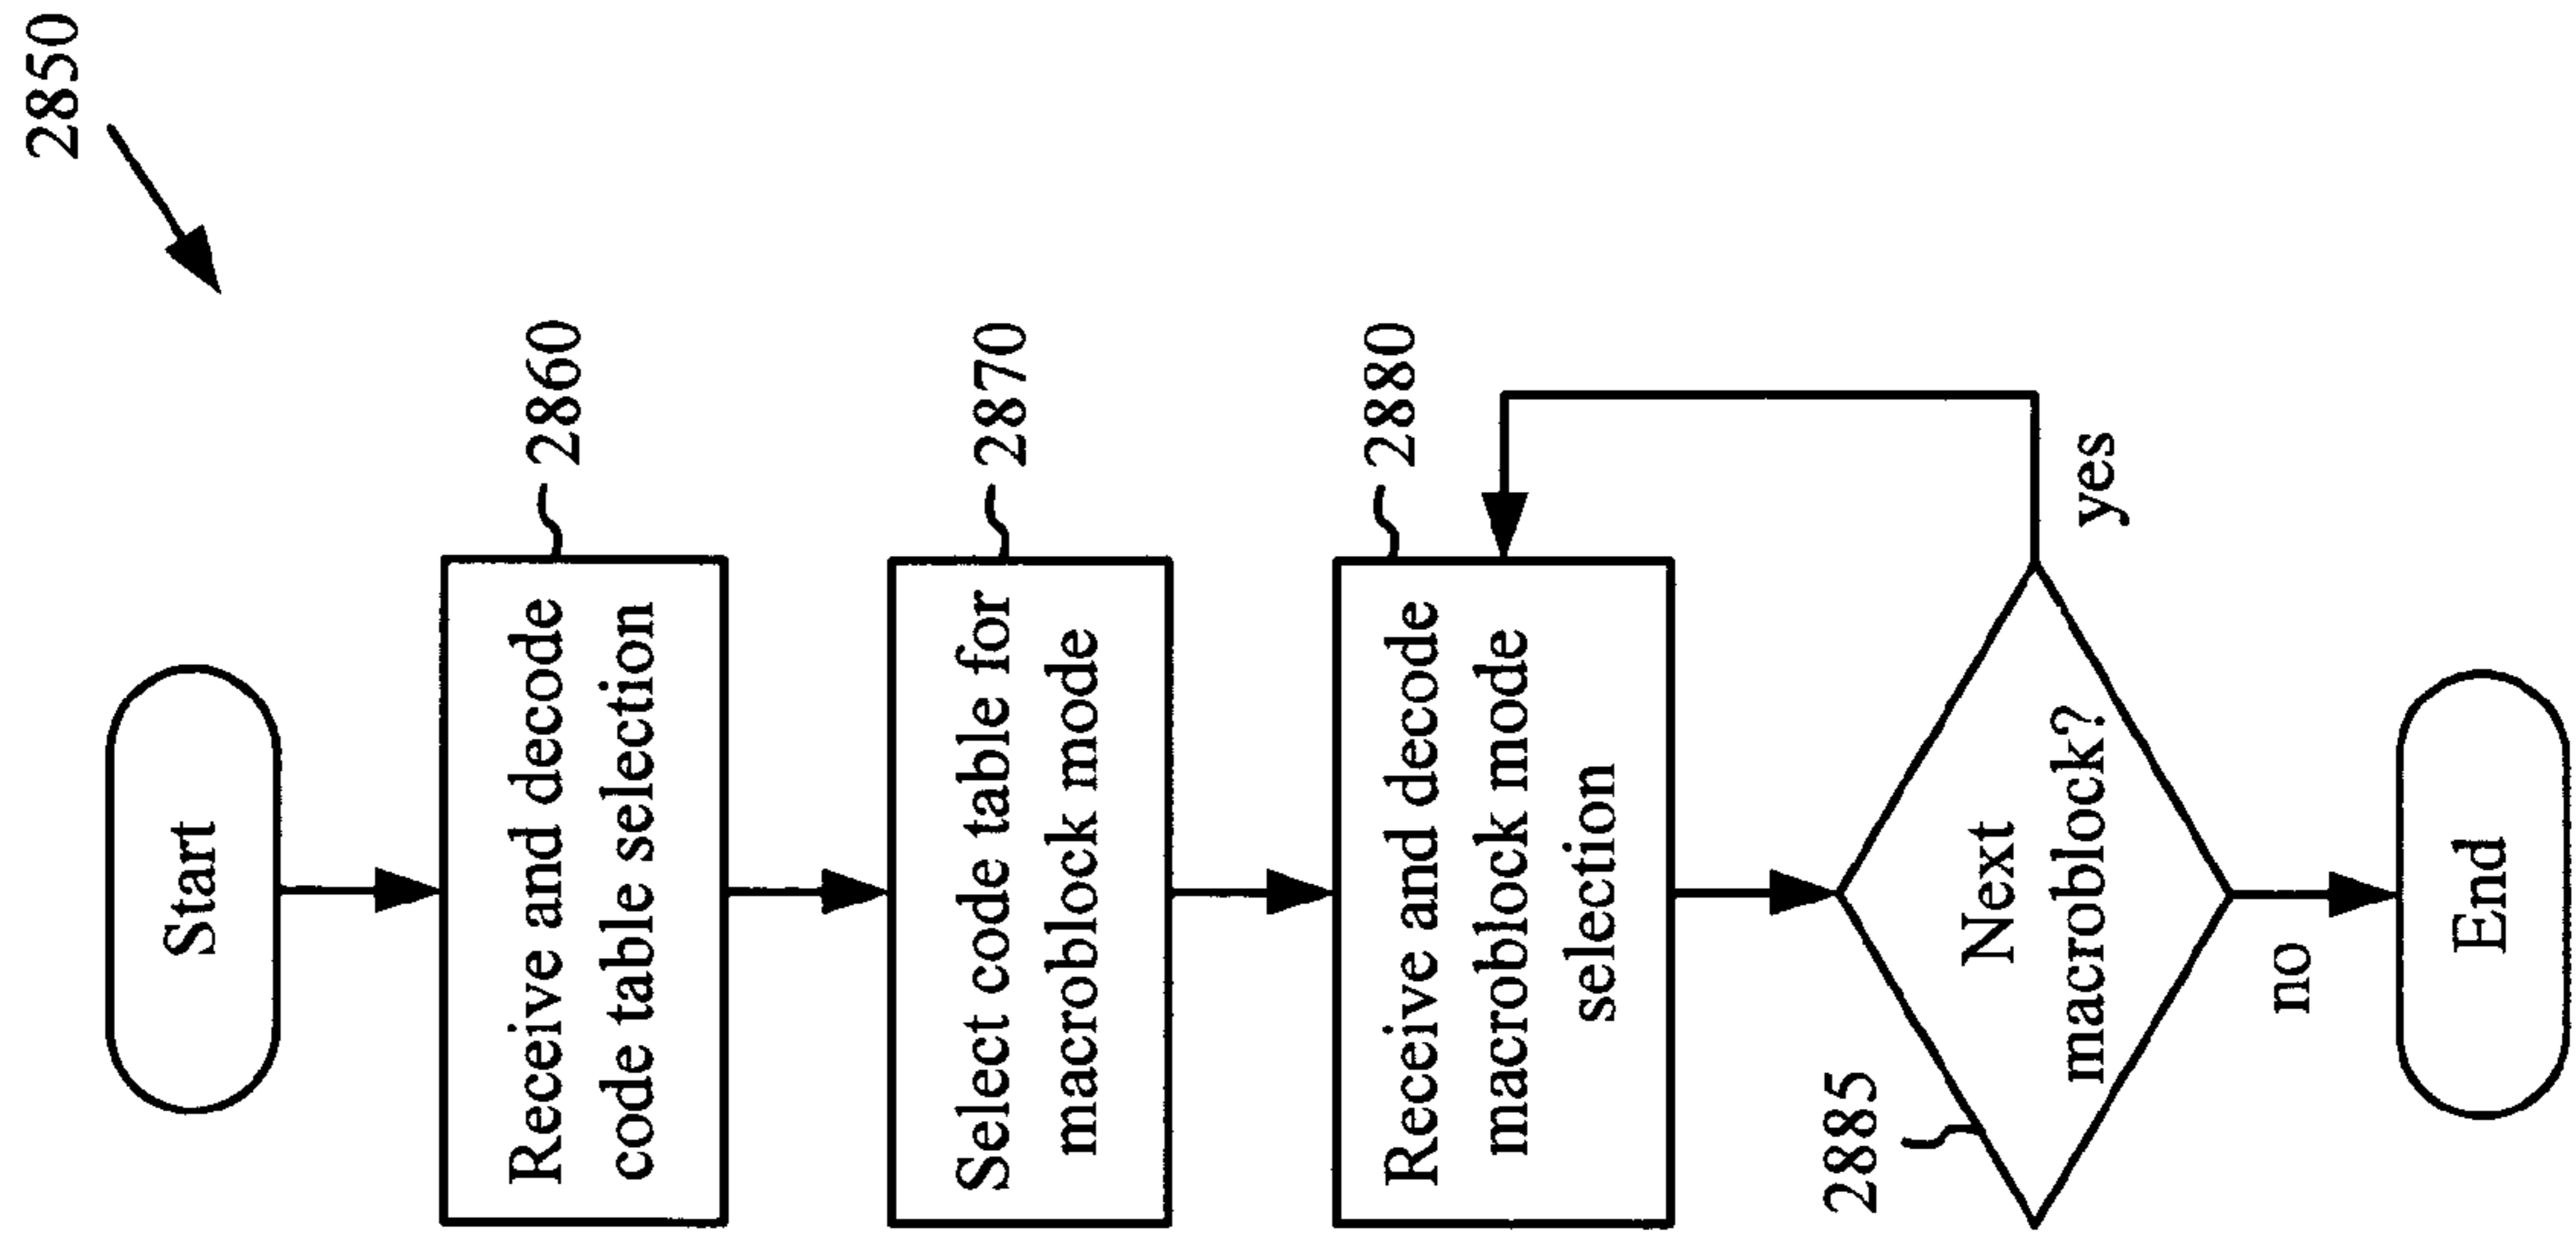 2850
Start
Receive and decode
code table selection
2860
Select code table for
macroblock mode
2870
Receive and decode
macroblock mode
selection
2880
2885
Next
macroblock?
yes
no
End